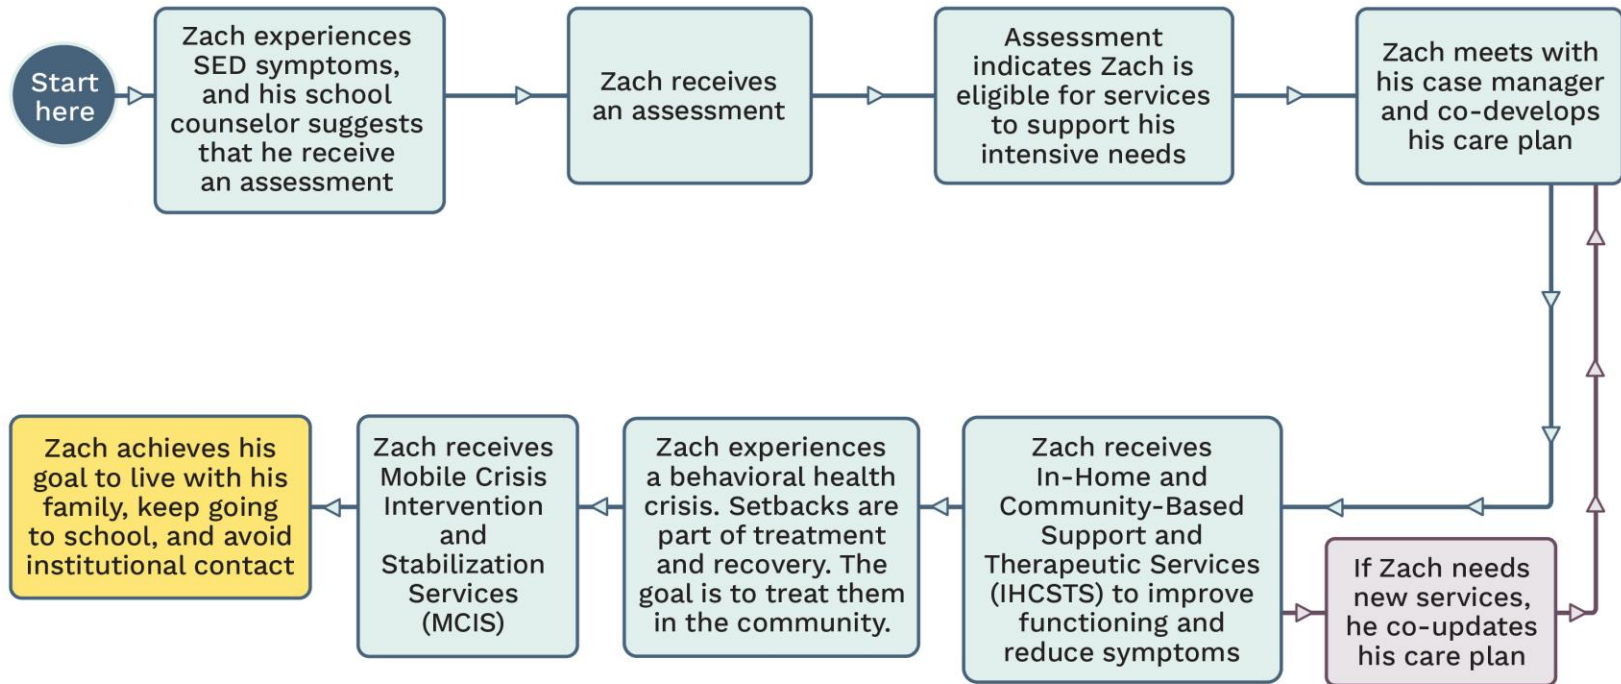 Start
here
Zach experiences
SED symptoms,
and his school
counselor suggests
that he receive
an assessment
Zach receives
an assessment
Assessment
indicates Zach is
eligible for services
to support his
intensive needs
Zach meets with
his case manager
and co-develops
his care plan
Zach receives
In-Home and
Community-Based
Support and
Therapeutic Services
(IHCSTS) to improve
functioning and
reduce symptoms
If Zach needs
new services,
he co-updates
his care plan
Zach experiences
a behavioral health
crisis. Setbacks are
part of treatment
and recovery. The
goal is to treat them
in the community.
Zach receives
Mobile Crisis
Intervention
and
Stabilization
Services
(MCIS)
Zach achieves his
goal to live with his
family, keep going
to school, and avoid
institutional contact